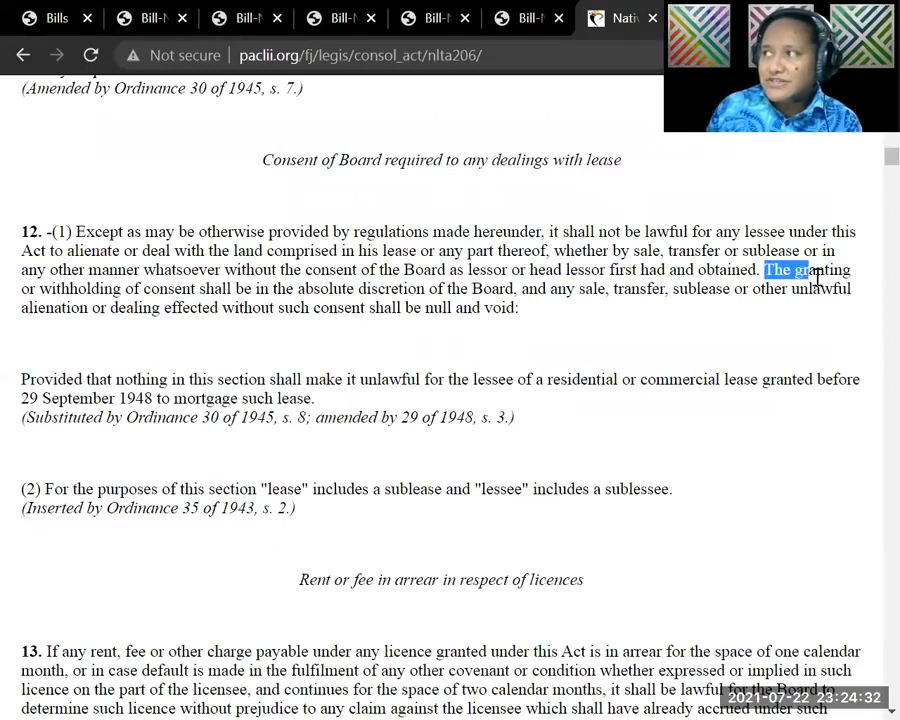 Bills
Bill-N
Bill-N
Bill-N
Bill-N
Bill-N
Nativ
Not secure
paclii.org/fj/legis/consol_act/nlta206/
(Amended by Ordinance 30 of 1945, s. 7.)
Consent of Board required to any dealings with lease
12. -(1) Except as may be otherwise provided by regulations made hereunder, it shall not be lawful for any lessee under this
Act to alienate or deal with the land comprised in his lease or any part thereof, whether by sale, transfer or sublease or in
any other manner whatsoever without the consent of the Board as lessor or head lessor first had and obtained. The granting
or withholding of consent shall be in the absolute discretion of the Board, and any sale, transfer, sublease or other unlawful
alienation or dealing effected without such consent shall be null and void:
Provided that nothing in this section shall make it unlawful for the lessee of a residential or commercial lease granted before
29 September 1948 to mortgage such lease.
(Substituted by Ordinance 30 of 1945, s. 8; amended by 29 of 1948, s. 3.)
(2) For the purposes of this section "lease" includes a sublease and "lessee" includes a sublessee.
(Inserted by Ordinance 35 of 1943, s. 2.)
Rent or fee in arrear in respect of licences
13. If any rent, fee or other charge payable under any licence granted under this Act is in arrear for the space of one calendar
month, or in case default is made in the fulfilment of any other covenant or condition whether expressed or implied in such
licence on the part of the licensee, and continues for the space of two calendar months, it shall be lawful for the Board to
determine such licence without prejudice to any claim against the licensee which shall have already accrued under such
2021-07-22 23:24:32